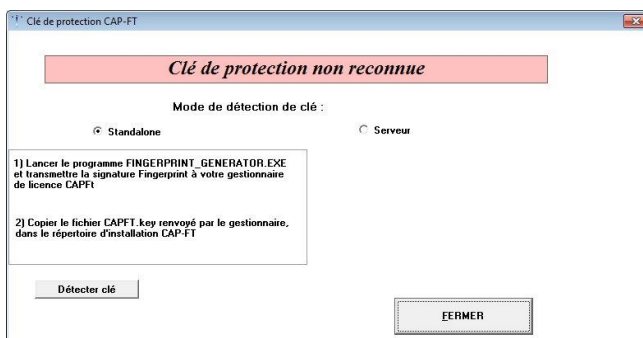 Clé de protection CAP-FT
Clé de protection non reconnue
Mode de détection de clé :
Standalone
Serveur
1) Lancer le programme FINGERPRINT_GENERATOR.EXE
et transmettre la signature Fingerprint à votre gestionnaire
de licence CAPFt
2) Copier le fichier CAPFT.key renvoyé par le gestionnaire,
dans le répertoire d'installation CAP-FT
Détecter clé
FERMER